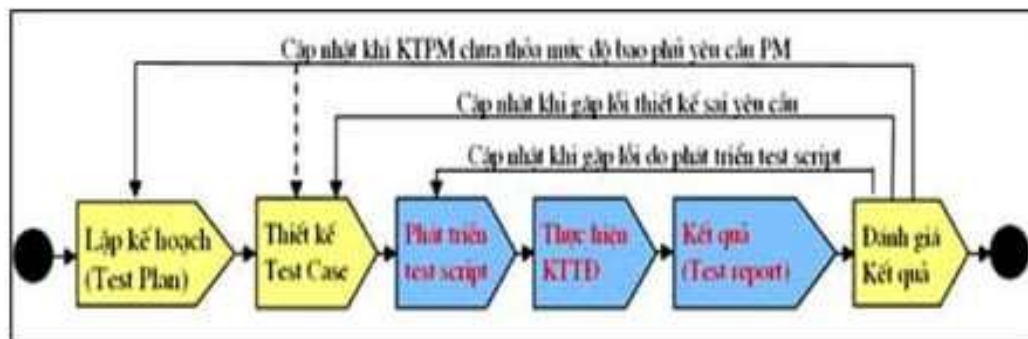 Cập nhật khi KTPM chưa thỏa mức độ bao phủ yêu cầu PM
Cập nhật khi gặp lỗi thiết kế sai yêu cầu
Cập nhật khi gặp lỗi do phát triển test script
Lập kế hoạch
(Test Plan)
Thiết kế
Test Case
Phát triển
test script
Thực hiện
KTTĐ
Kết quả
(Test report)
Đánh giá
Kết quả